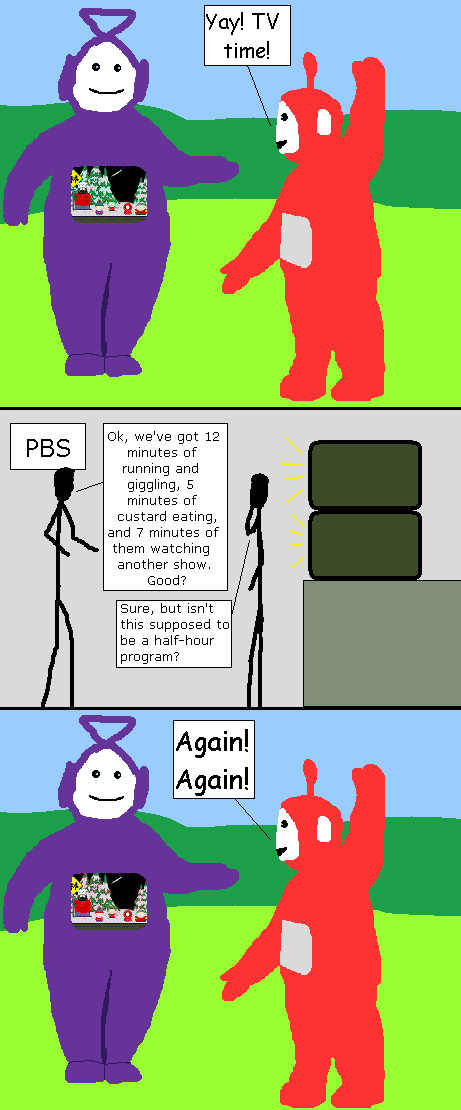 Yay! TV
time!
PBS
Ok, we've got 12
minutes of
running and
giggling, 5
minutes of
custard eating,
and 7 minutes of
them watching
another show.
Good?
Sure, but isn't
this supposed to
be a half-hour
program?
Again!
Again!